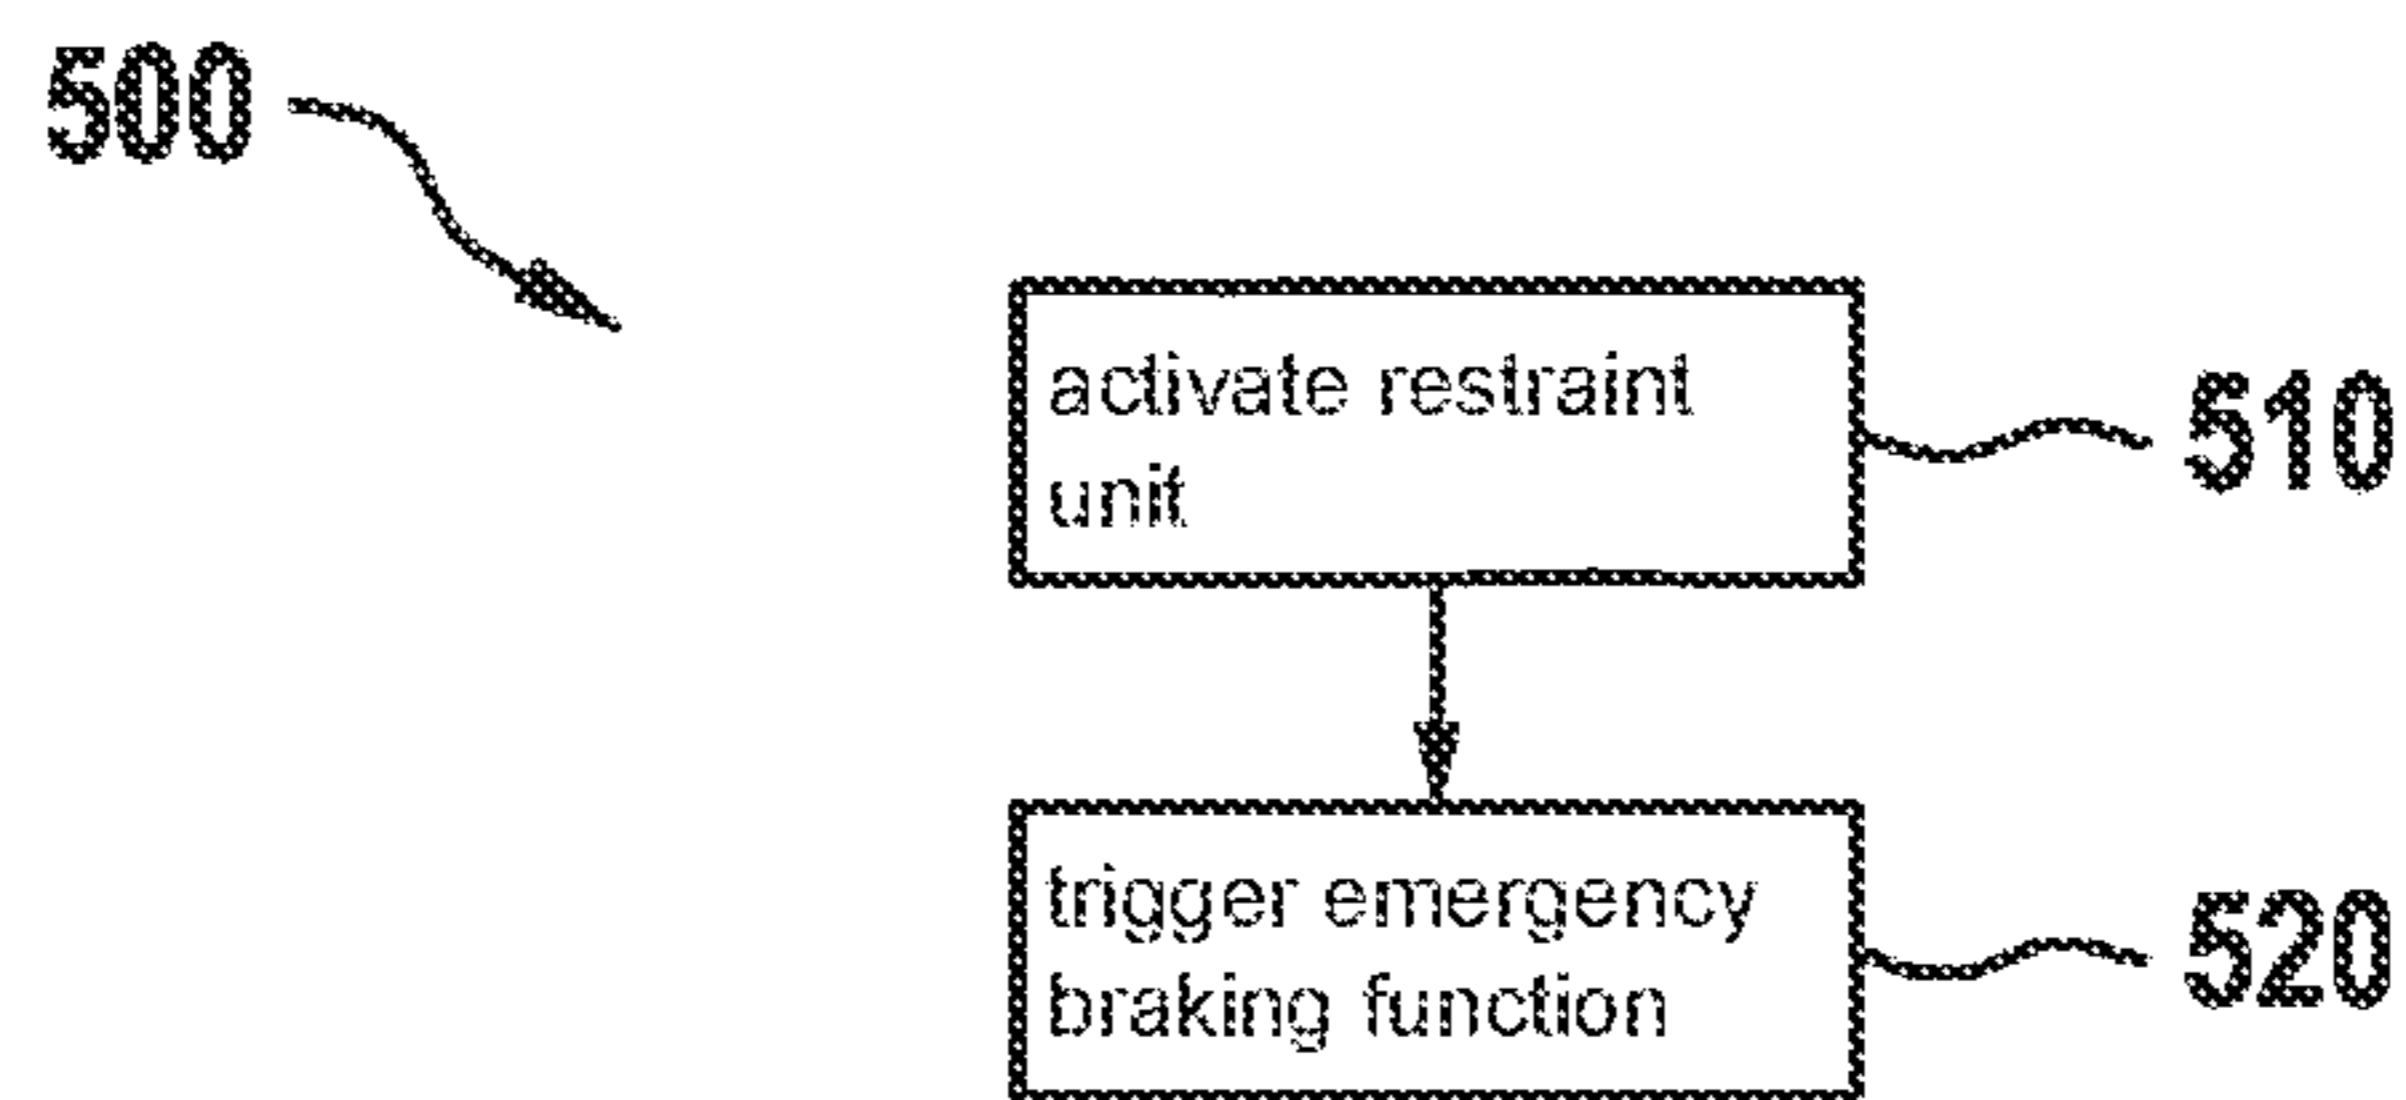 500
activate restraint
unit
510
trigger emergency
braking function
520